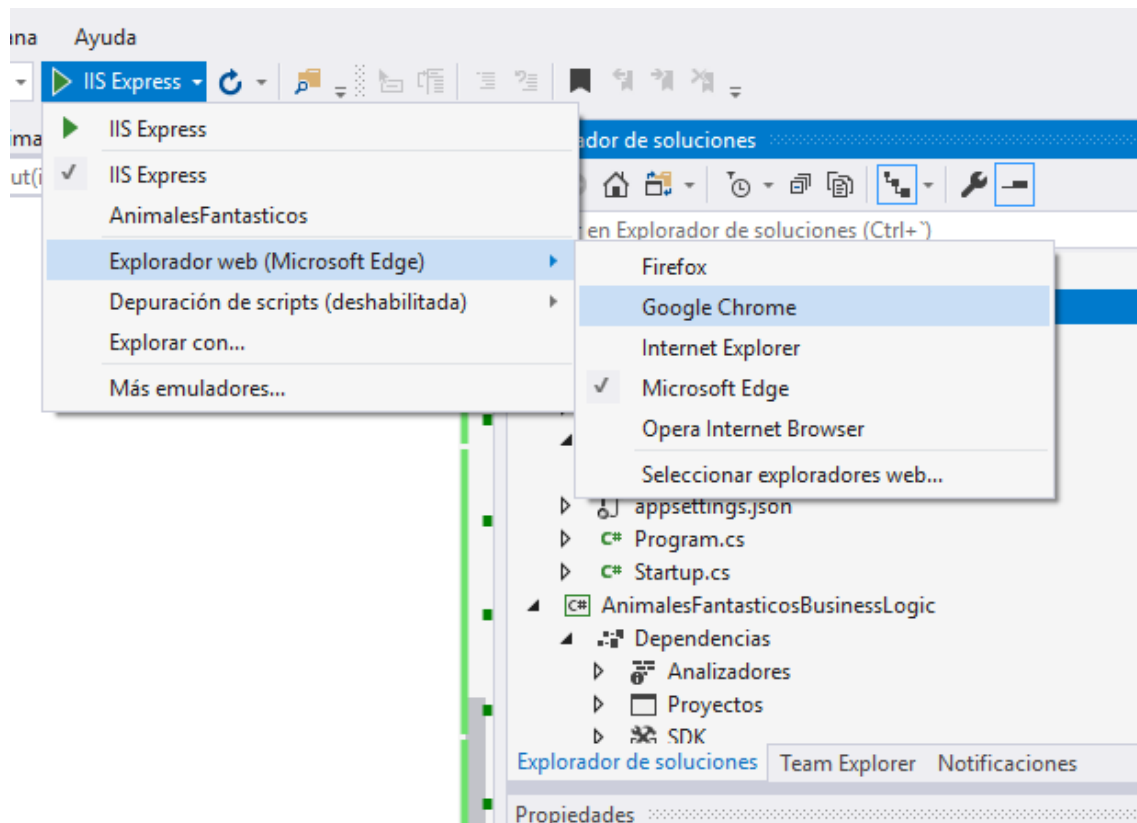 Ayuda
IIS Express
IIS Express
IIS Express
AnimalesFantasticos
Explorador web (Microsoft Edge)
Depuración de scripts (deshabilitada)
Explorar con...
Más emuladores...
Firefox
Google Chrome
Internet Explorer
Microsoft Edge
Opera Internet Browser
Seleccionar exploradores web...
ador de soluciones
en Explorador de soluciones (Ctrl+`)
appsettings.json
C# Program.cs
C# Startup.cs
C# AnimalesFantasticosBusinessLogic
Dependencias
Analizadores
Proyectos
SDK
Explorador de soluciones Team Explorer Notificaciones
Propiedades